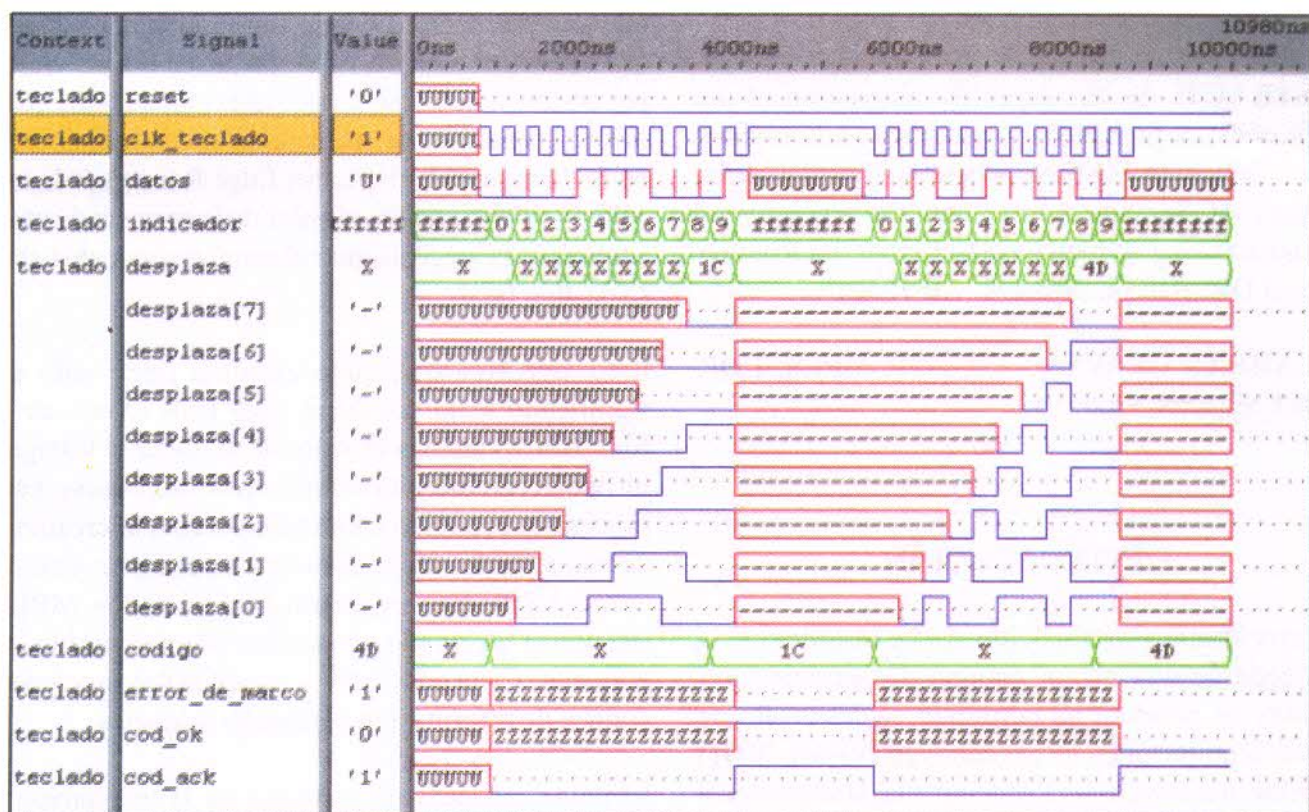 10980ns
Context Signal Value 0ns 2000ns 4000ns 6000ns 8000ns 10000ns
teclado reset '0' UUUUU
teclado clk_teclado '1' UUUUU
teclado datos 'U' UUUUU UUUUUUUU UUUUUUUU
teclado indicador ffffff fffff 0 1 2 3 4 5 6 7 8 9 ffffffff 0 1 2 3 4 5 6 7 8 9 ffffffff
teclado desplaza X X X X X X X X X 1C X X X X X X X X 4D X
desplaza[7] '-' UUUUUUUUUUUUUUUUUUUU
desplaza[6] '-' UUUUUUUUUUUUUUUUUU
desplaza[5] '-' UUUUUUUUUUUUUUUU
desplaza[4] '-' UUUUUUUUUUUUUU
desplaza[3] '-' UUUUUUUUUUUUU
desplaza[2] '-' UUUUUUUUUUU
desplaza[1] '-' UUUUUUUUU
desplaza[0] '-' UUUUUUU
teclado codigo 4D X X 1C X 4D
teclado error_de_marco '1' UUUUU ZZZZZZZZZZZZZZZZZZ ZZZZZZZZZZZZZZZZZZ
teclado cod_ok '0' UUUUU ZZZZZZZZZZZZZZZZZZ ZZZZZZZZZZZZZZZZZZ
teclado cod_ack '1' UUUUU